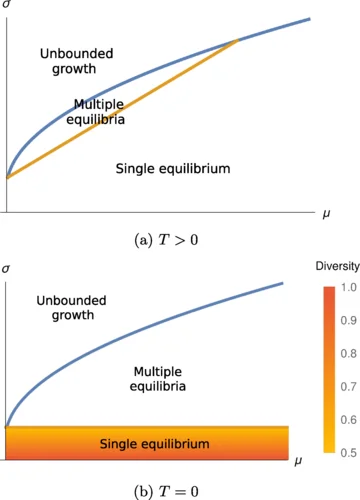 σ
Unbounded
growth
Multiple
equilibria
Single equilibrium
μ
(a) T > 0
σ
Unbounded
growth
Multiple
equilibria
Single equilibrium
μ
(b) T = 0
Diversity
1.0
0.9
0.8
0.7
0.6
0.5